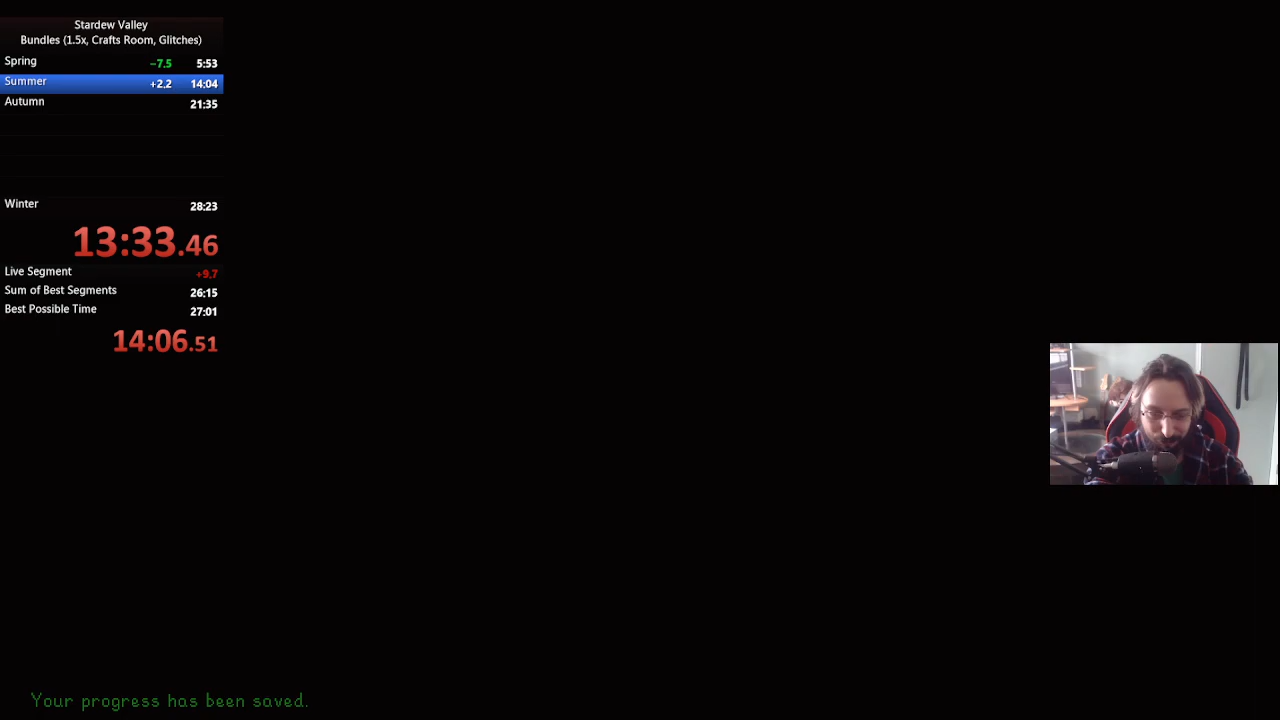 Stardew Valley
Bundles (1.5x, Crafts Room, Glitches)
Spring −7.5 5:53
Summer +2.2 14:04
Autumn 21:35
Winter 28:23
13:33.46
Live Segment +9.7
Sum of Best Segments 26:15
Best Possible Time 27:01
14:06.51
Your progress has been saved.